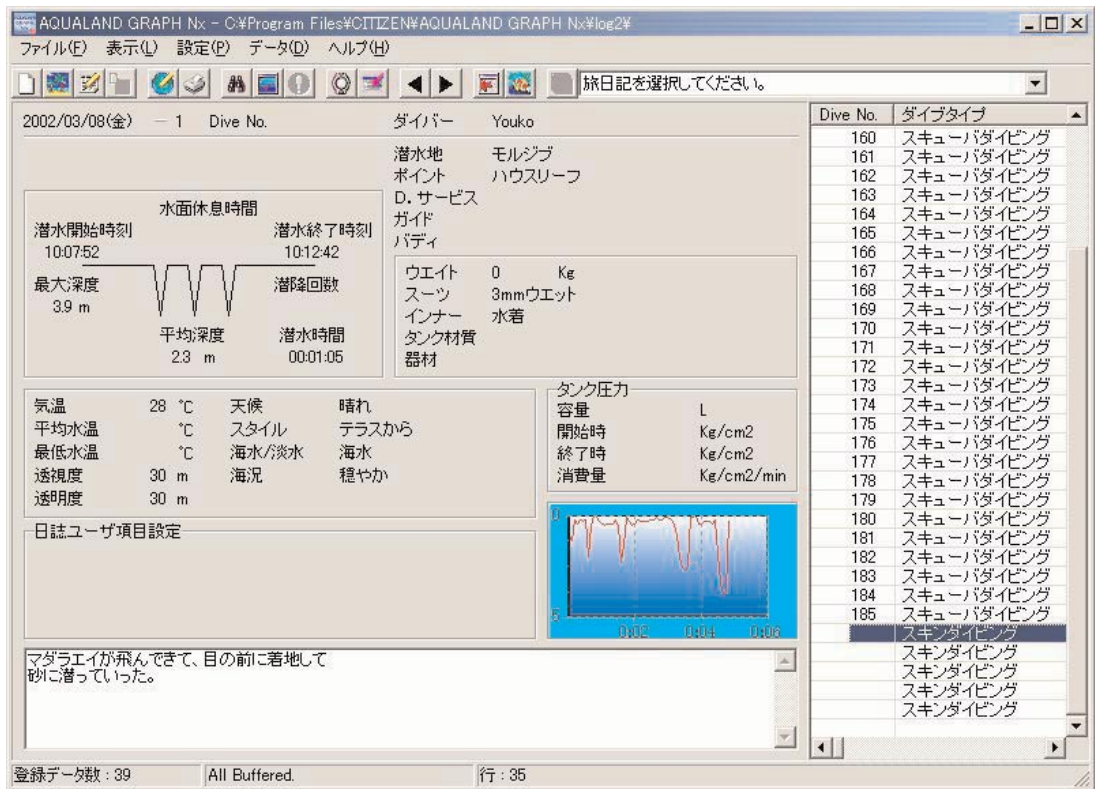 AQUALAND GRAPH Nx - C:¥Program Files¥CITIZEN¥AQUALAND GRAPH Nx¥log2¥
ファイル(F) 表示(L) 設定(P) データ(D) ヘルプ(H)
旅日記を選択してください。
2002/03/08(金) - 1 Dive No.
ダイバー Youko
潜水地 モルジブ
ポイント ハウスリーフ
D. サービス
ガイド
バディ
水面休息時間
潜水開始時刻 潜水終了時刻
10:07:52 10:12:42
最大深度 潜降回数
3.9 m
平均深度 潜水時間
2.3 m 00:01:05
ウエイト 0 Kg
スーツ 3mmウエット
インナー 水着
タンク材質
器材
気温 28 ℃ 天候 晴れ
平均水温 ℃ スタイル テラスから
最低水温 ℃ 海水/淡水 海水
透視度 30 m 海況 穏やか
透明度 30 m
タンク圧力
容量 L
開始時 Kg/cm2
終了時 Kg/cm2
消費量 Kg/cm2/min
日誌ユーザ項目設定
0
5
0:02 0:04 0:06
マダラエイが飛んできて、目の前に着地して
砂に潜っていった。
Dive No. ダイブタイプ
160 スキューバダイビング
161 スキューバダイビング
162 スキューバダイビング
163 スキューバダイビング
164 スキューバダイビング
165 スキューバダイビング
166 スキューバダイビング
167 スキューバダイビング
168 スキューバダイビング
169 スキューバダイビング
170 スキューバダイビング
171 スキューバダイビング
172 スキューバダイビング
173 スキューバダイビング
174 スキューバダイビング
175 スキューバダイビング
176 スキューバダイビング
177 スキューバダイビング
178 スキューバダイビング
179 スキューバダイビング
180 スキューバダイビング
181 スキューバダイビング
182 スキューバダイビング
183 スキューバダイビング
184 スキューバダイビング
185 スキューバダイビング
スキンダイビング
スキンダイビング
スキンダイビング
スキンダイビング
スキンダイビング
登録データ数 : 39 All Buffered. 行 : 35